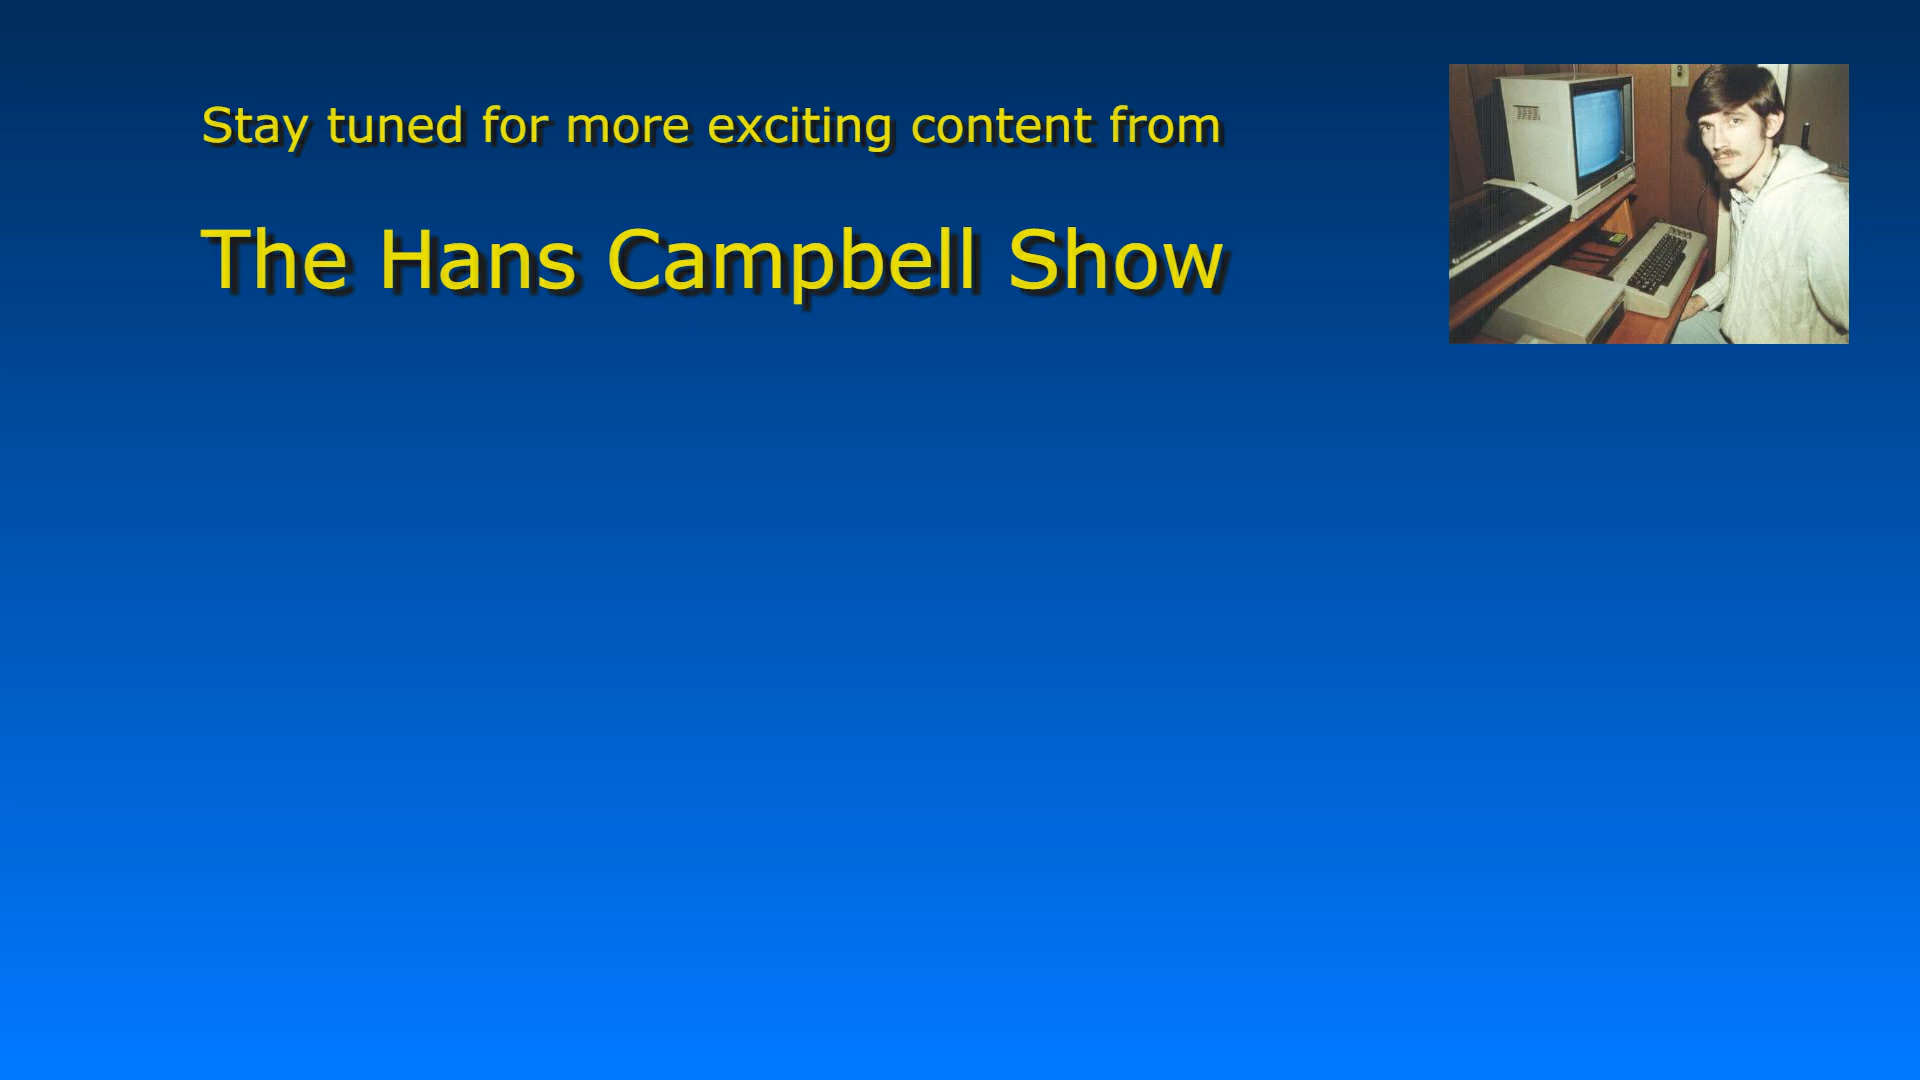 Stay tuned for more exciting content from
The Hans Campbell Show